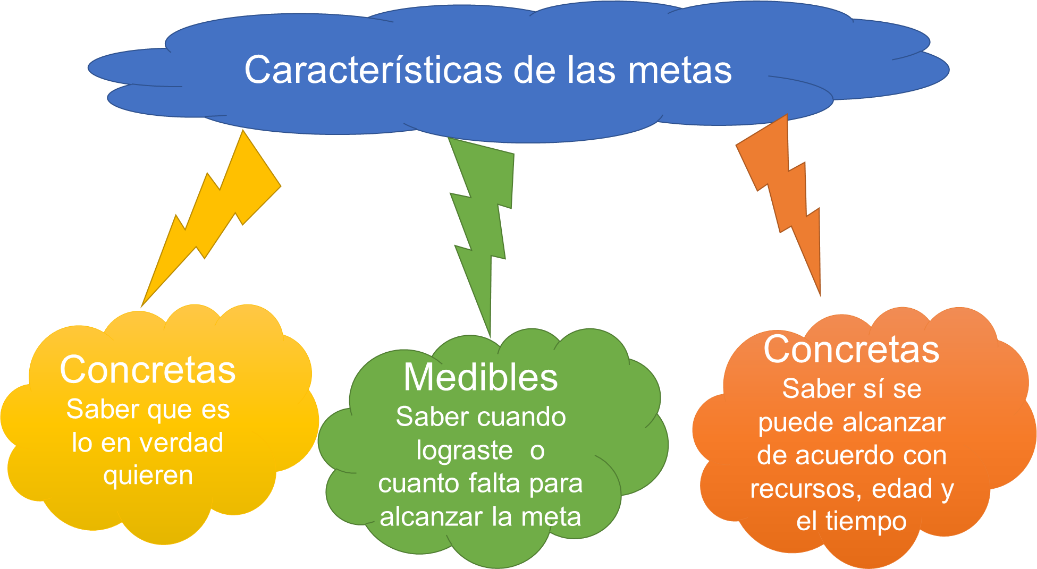 Características de las metas
Concretas
Saber que es
lo en verdad
quieren
Medibles
Saber cuando
lograste o
cuanto falta para
alcanzar la meta
Concretas
Saber sí se
puede alcanzar
de acuerdo con
recursos, edad y
el tiempo